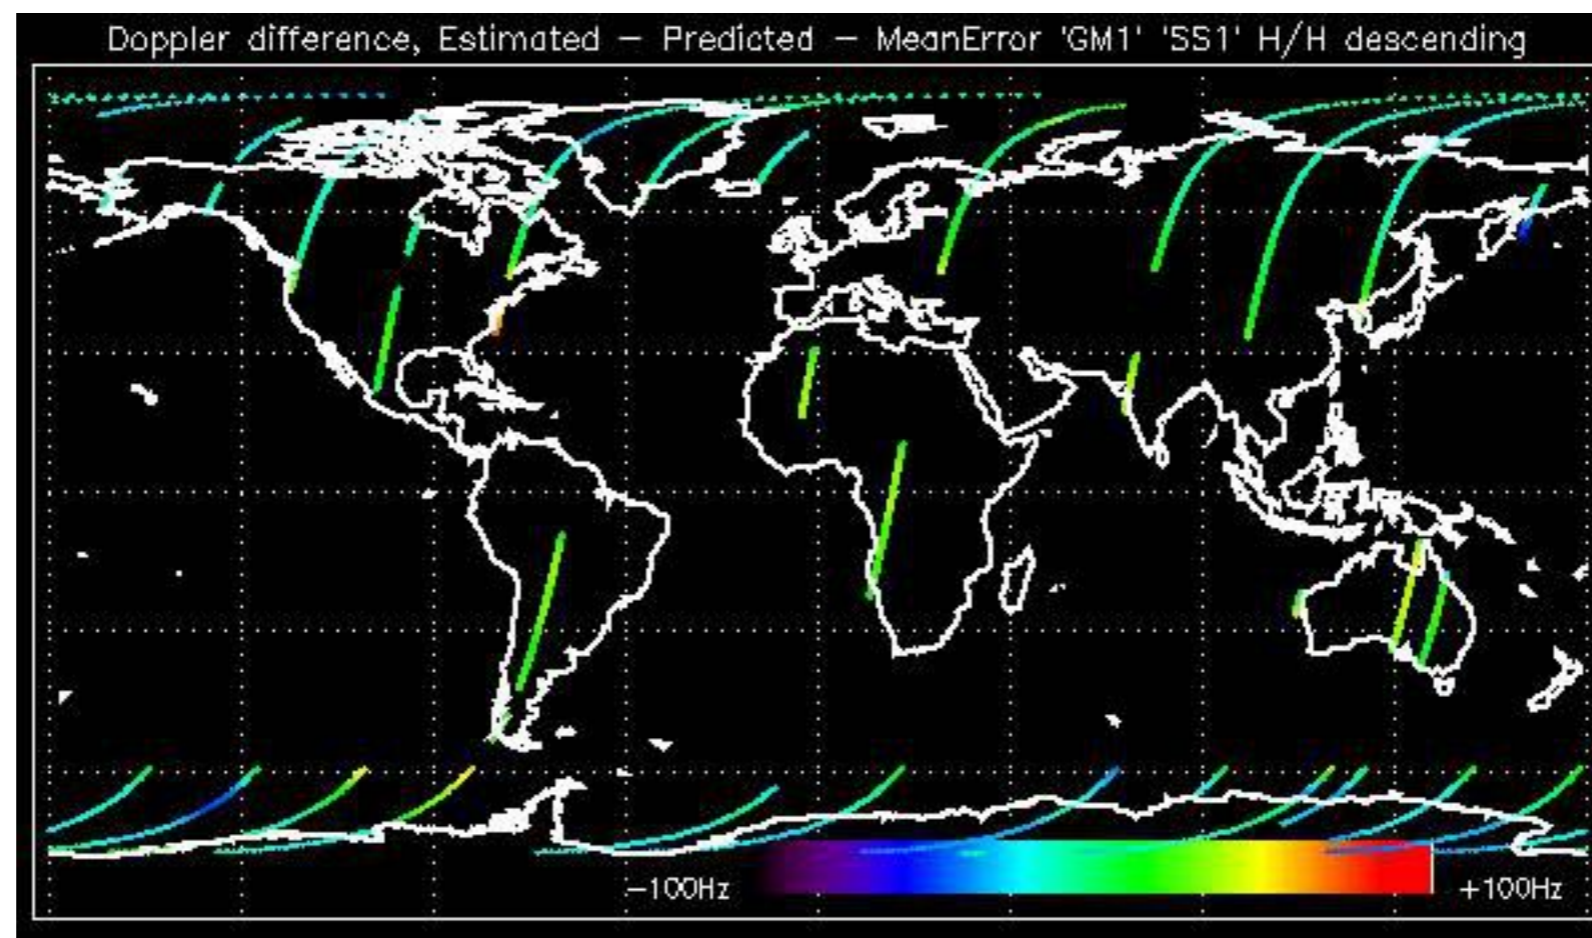 Doppler difference, Estimated — Predicted — MeanError 'GM1' 'SS1' H/H descending
−100Hz
+100Hz